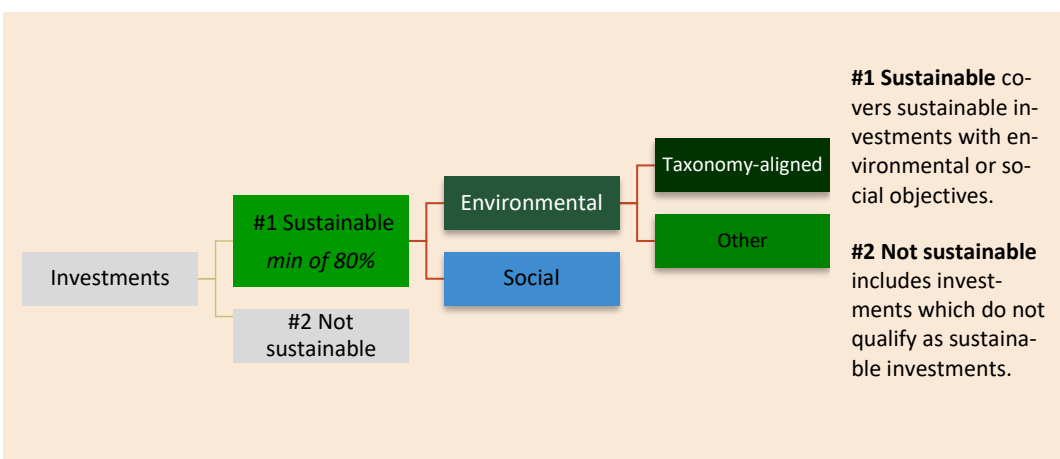 Investments
#1 Sustainable
min of 80%
#2 Not
sustainable
Environmental
Social
Taxonomy-aligned
Other
#1 Sustainable co-
vers sustainable in-
vestments with en-
vironmental or so-
cial objectives.
#2 Not sustainable
includes invest-
ments which do not
qualify as sustaina-
ble investments.